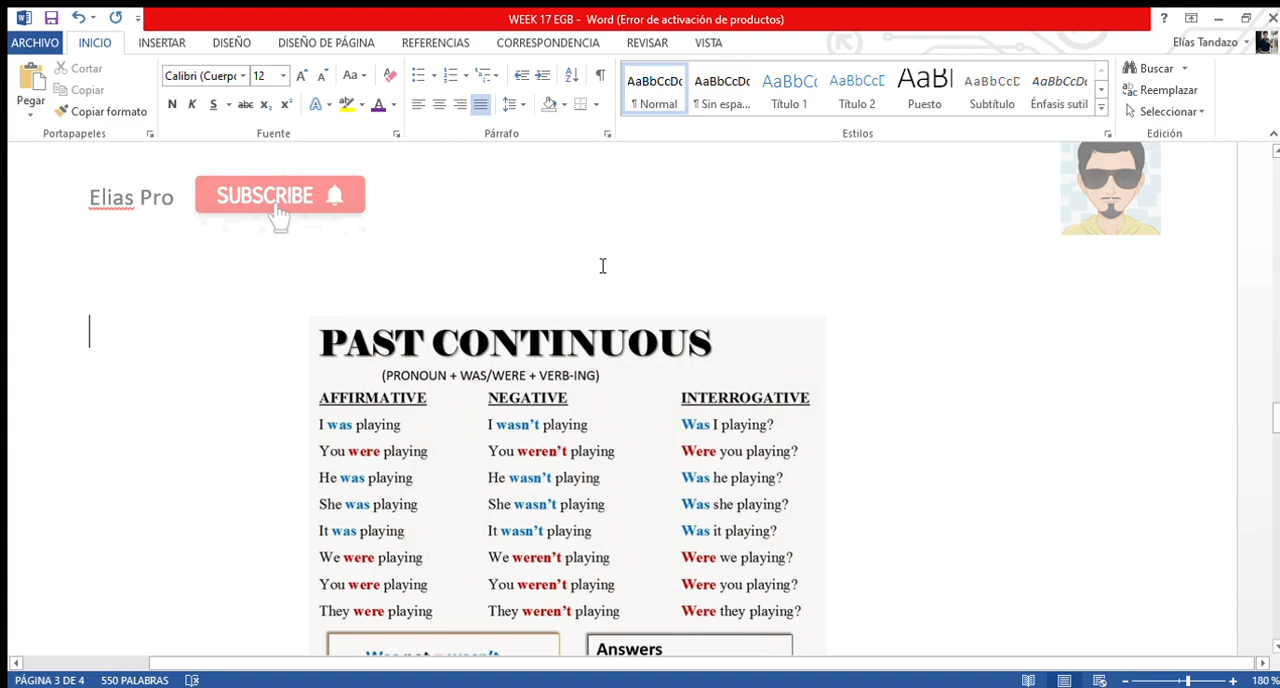 WEEK 17 EGB - Word (Error de activación de productos)
ARCHIVO INICIO INSERTAR DISEÑO DISEÑO DE PÁGINA REFERENCIAS CORRESPONDENCIA REVISAR VISTA Elías Tandazo
Pegar
Cortar
Copiar
Copiar formato
Portapapeles
Calibri (Cuerpo 12
N K S abc x₂ x² A A
Fuente
Párrafo
AaBbCcDc AaBbCcDc AaBbCc AaBbCcD AaBl AaBbCcD AaBbCcDc
¶ Normal ¶ Sin espa... Título 1 Título 2 Puesto Subtítulo Énfasis sutil
Estilos
Buscar
Reemplazar
Seleccionar
Edición
Elias Pro
SUBSCRIBE
PAST CONTINUOUS
(PRONOUN + WAS/WERE + VERB-ING)
AFFIRMATIVE NEGATIVE INTERROGATIVE
I was playing I wasn't playing Was I playing?
You were playing You weren't playing Were you playing?
He was playing He wasn't playing Was he playing?
She was playing She wasn't playing Was she playing?
It was playing It wasn't playing Was it playing?
We were playing We weren't playing Were we playing?
You were playing You weren't playing Were you playing?
They were playing They weren't playing Were they playing?
Was not = wasn't
Answers
PÁGINA 3 DE 4 550 PALABRAS 180 %